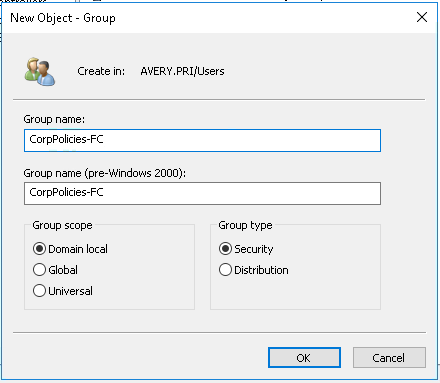 New Object - Group
Create in: AVERY.PRI/Users
Group name:
CorpPolicies-FC
Group name (pre-Windows 2000):
CorpPolicies-FC
Group scope
Domain local
Global
Universal
Group type
Security
Distribution
OK
Cancel